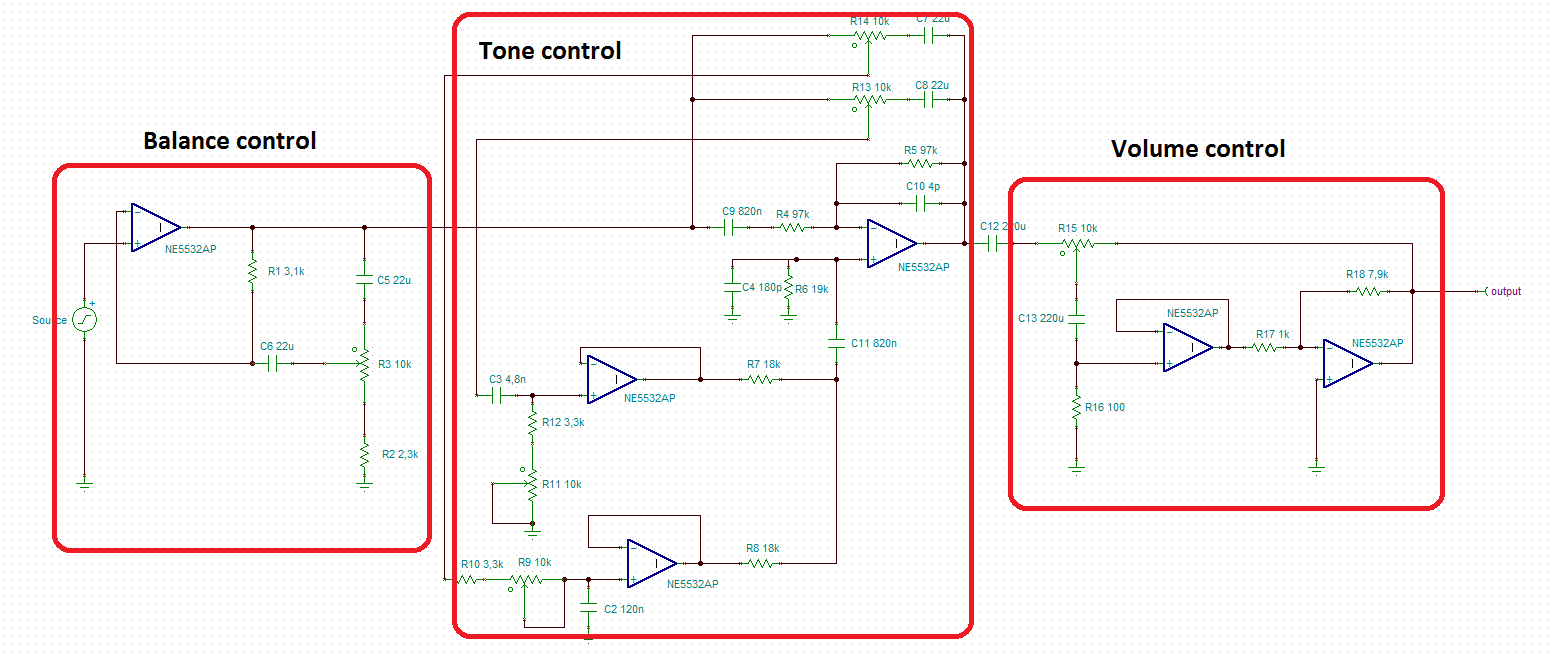 Tone control
R14 10k
C7 22u
R13 10k
C8 22u
Balance control
Volume control
R5 97k
C10 4p
C9 820n
R4 97k
NE5532AP
NE5532AP
C12 220u
R15 10k
R1 3,1k
C5 22u
C4 180p
R6 19k
R18 7,9k
output
Source
+
C13 220u
NE5532AP
R17 1k
NE5532AP
C6 22u
R3 10k
C11 820n
R7 18k
C3 4,8n
NE5532AP
R16 100
R12 3,3k
R2 2,3k
R11 10k
R8 18k
R10 3,3k
R9 10k
NE5532AP
C2 120n